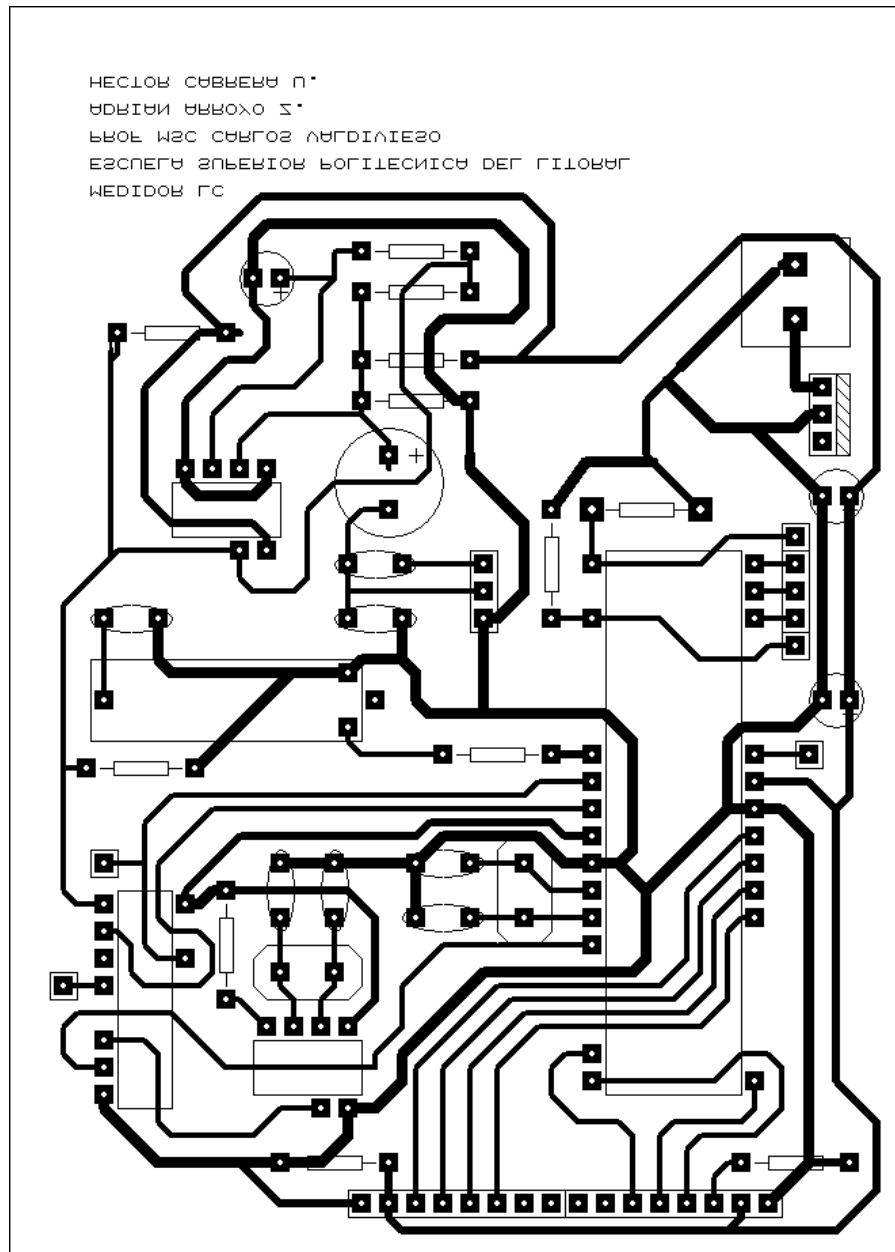 MEDIDOR LC
ESCUELA SUPERIOR POLITECNICA DEL LITORAL
PROF MSC CARLOS VALDIVIESO
ADRIAN ARROYO Z.
HECTOR CABRERA U.
+
+